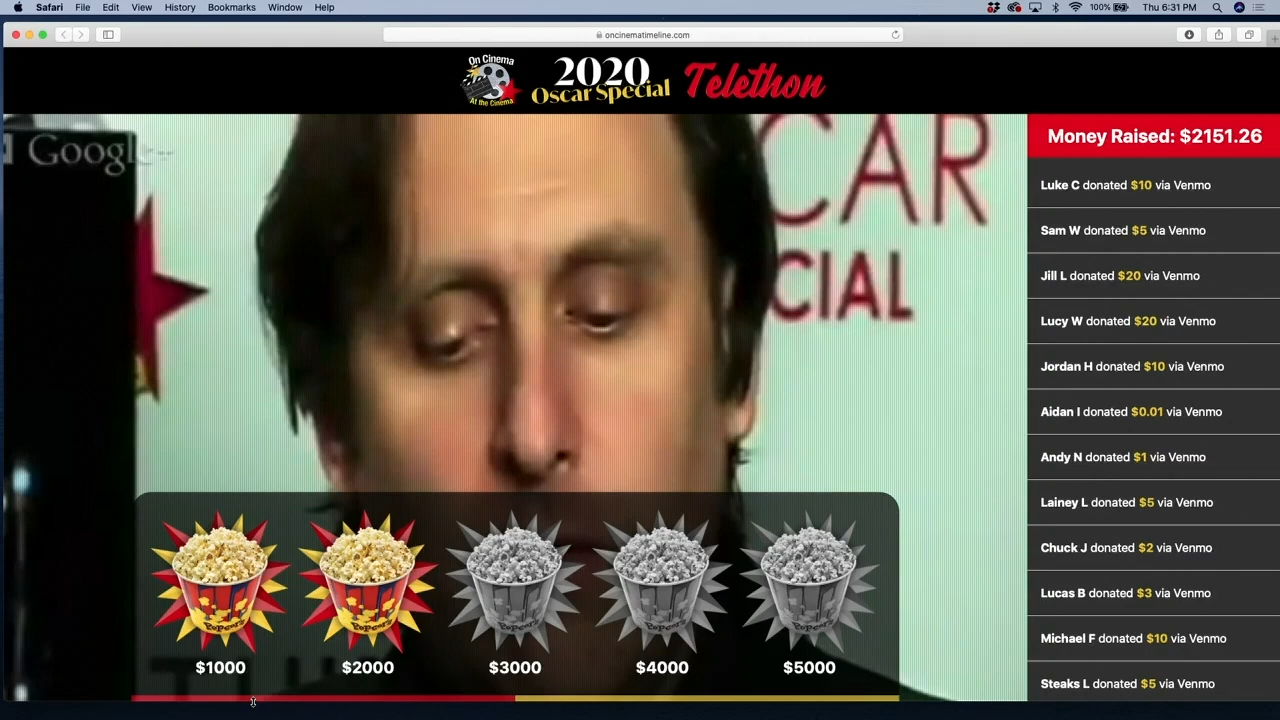 Safari File Edit View History Bookmarks Window Help 100% Thu 6:31 PM
oncinematimeline.com
On Cinema
At the Cinema
2020
Oscar Special
Telethon
Google+
CAR
CIAL
Money Raised: $2151.26
Luke C donated $10 via Venmo
Sam W donated $5 via Venmo
Jill L donated $20 via Venmo
Lucy W donated $20 via Venmo
Jordan H donated $10 via Venmo
Aidan I donated $0.01 via Venmo
Andy N donated $1 via Venmo
Lainey L donated $5 via Venmo
Chuck J donated $2 via Venmo
Lucas B donated $3 via Venmo
Michael F donated $10 via Venmo
Steaks L donated $5 via Venmo
Popcorn Popcorn Popcorn Popcorn Popcorn
$1000 $2000 $3000 $4000 $5000